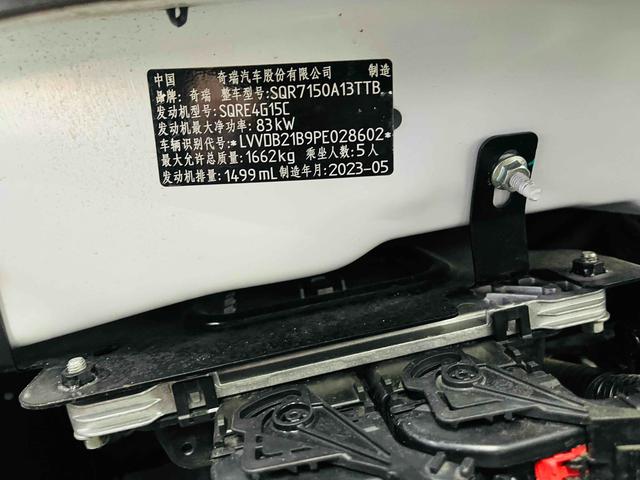 中国 奇瑞汽车股份有限公司 制造
品牌: 奇瑞 整车型号: SQR7150A13TTB
发动机型号: SQRE4G15C
发动机最大净功率: 83kW
车辆识别代号: *LVVDB21B9PE028602*
最大允许总质量: 1662kg 乘坐人数: 5人
发动机排量: 1499mL 制造年月: 2023-05